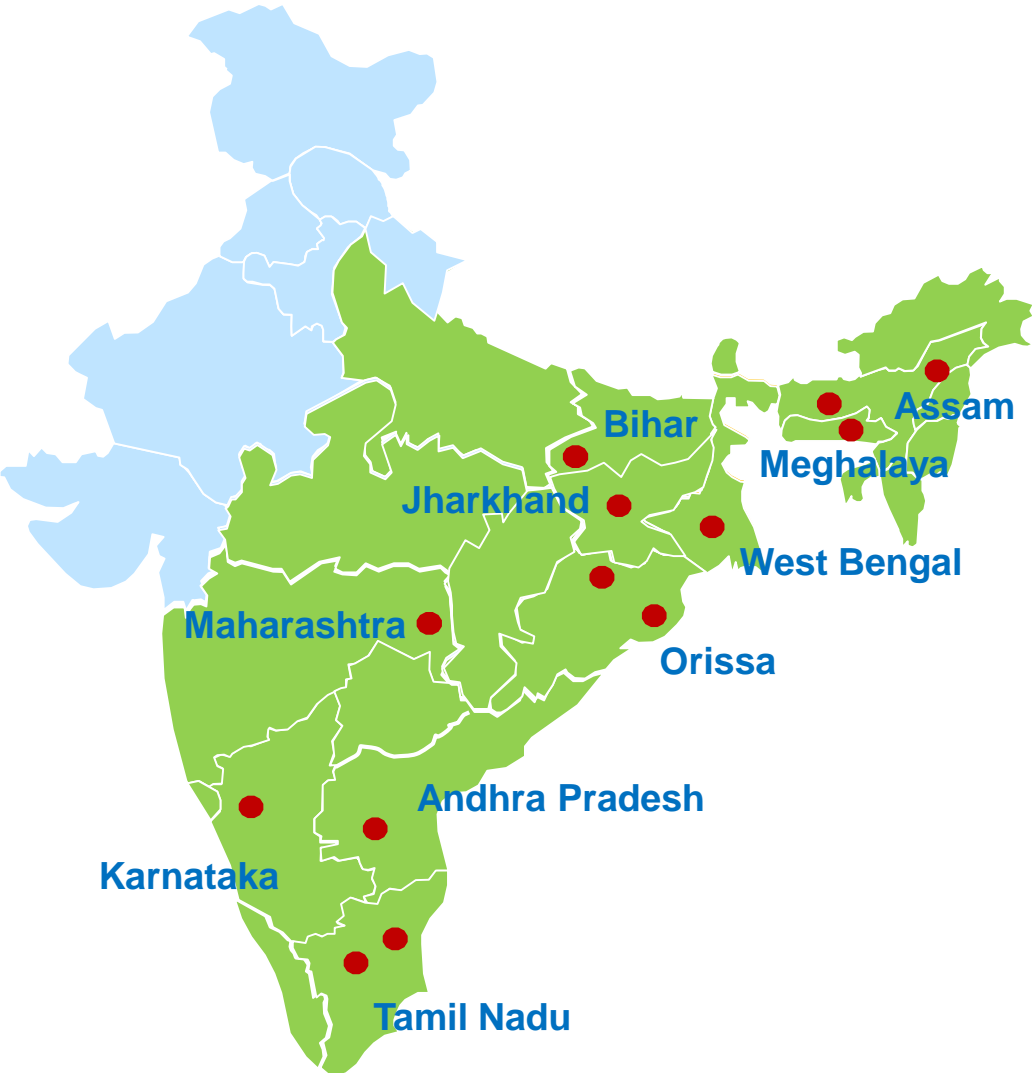 Assam
Bihar
Meghalaya
Jharkhand
West Bengal
Maharashtra
Orissa
Andhra Pradesh
Karnataka
Tamil Nadu